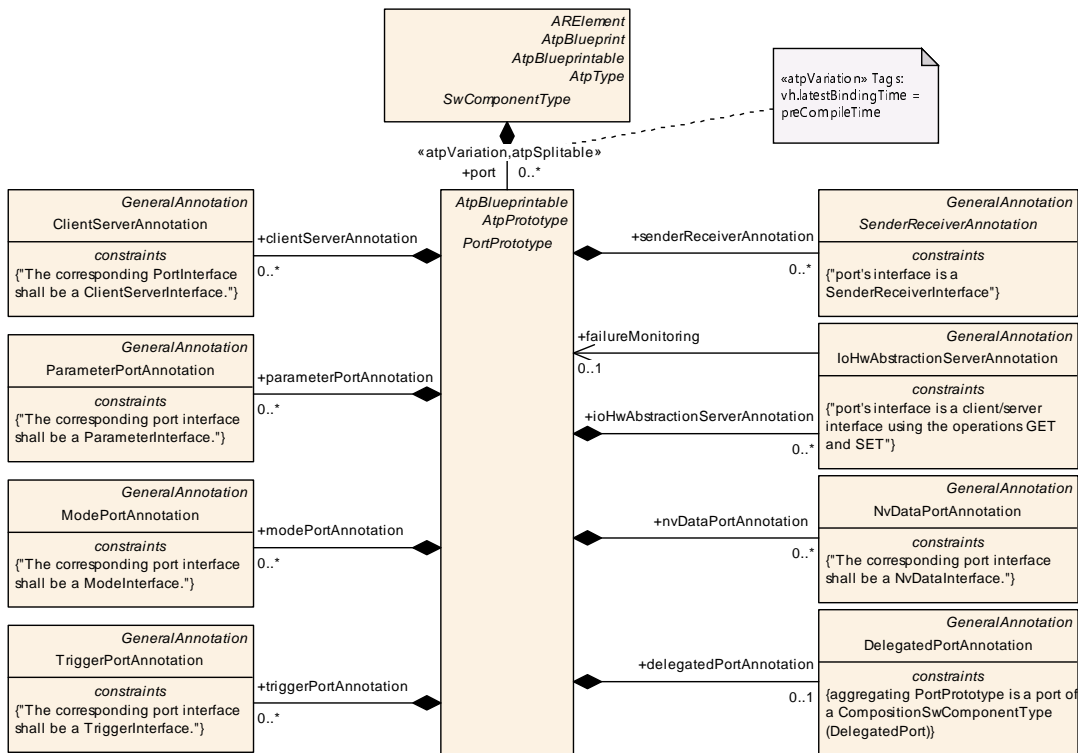 ARElement
AtpBlueprint
AtpBlueprintable
AtpType
SwComponentType
«atpVariation» Tags:
vh.latestBindingTime =
preCompileTime
«atpVariation,atpSplitable»
+port 0..*
AtpBlueprintable
AtpPrototype
PortPrototype
GeneralAnnotation
ClientServerAnnotation
constraints
{"The corresponding PortInterface
shall be a ClientServerInterface."}
+clientServerAnnotation
0..*
GeneralAnnotation
ParameterPortAnnotation
constraints
{"The corresponding port interface
shall be a ParameterInterface."}
+parameterPortAnnotation
0..*
GeneralAnnotation
ModePortAnnotation
constraints
{"The corresponding port interface
shall be a ModeInterface."}
+modePortAnnotation
0..*
GeneralAnnotation
TriggerPortAnnotation
constraints
{"The corresponding port interface
shall be a TriggerInterface."}
+triggerPortAnnotation
0..*
+senderReceiverAnnotation
0..*
GeneralAnnotation
SenderReceiverAnnotation
constraints
{"port's interface is a
SenderReceiverInterface"}
+failureMonitoring
0..1
+ioHwAbstractionServerAnnotation
0..*
GeneralAnnotation
IoHwAbstractionServerAnnotation
constraints
{"port's interface is a client/server
interface using the operations GET
and SET"}
+nvDataPortAnnotation
0..*
GeneralAnnotation
NvDataPortAnnotation
constraints
{"The corresponding port interface
shall be a NvDataInterface."}
+delegatedPortAnnotation
0..1
GeneralAnnotation
DelegatedPortAnnotation
constraints
{aggregating PortPrototype is a port of
a CompositionSwComponentType
(DelegatedPort)}